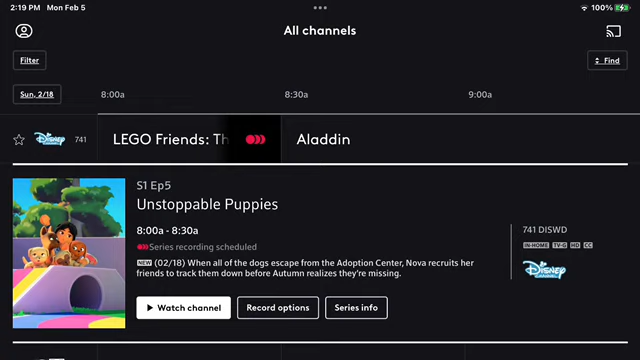 2:19 PM Mon Feb 5
100%
All channels
Filter
Find
Sun, 2/18
8:00a
8:30a
9:00a
Disney
CHANNEL
741
LEGO Friends: Th
Aladdin
S1 Ep5
Unstoppable Puppies
8:00a - 8:30a
Series recording scheduled
NEW (02/18) When all of the dogs escape from the Adoption Center, Nova recruits her
friends to track them down before Autumn realizes they're missing.
741 DISWD
IN-HOME TV-G HD CC
Disney
CHANNEL
Watch channel
Record options
Series info